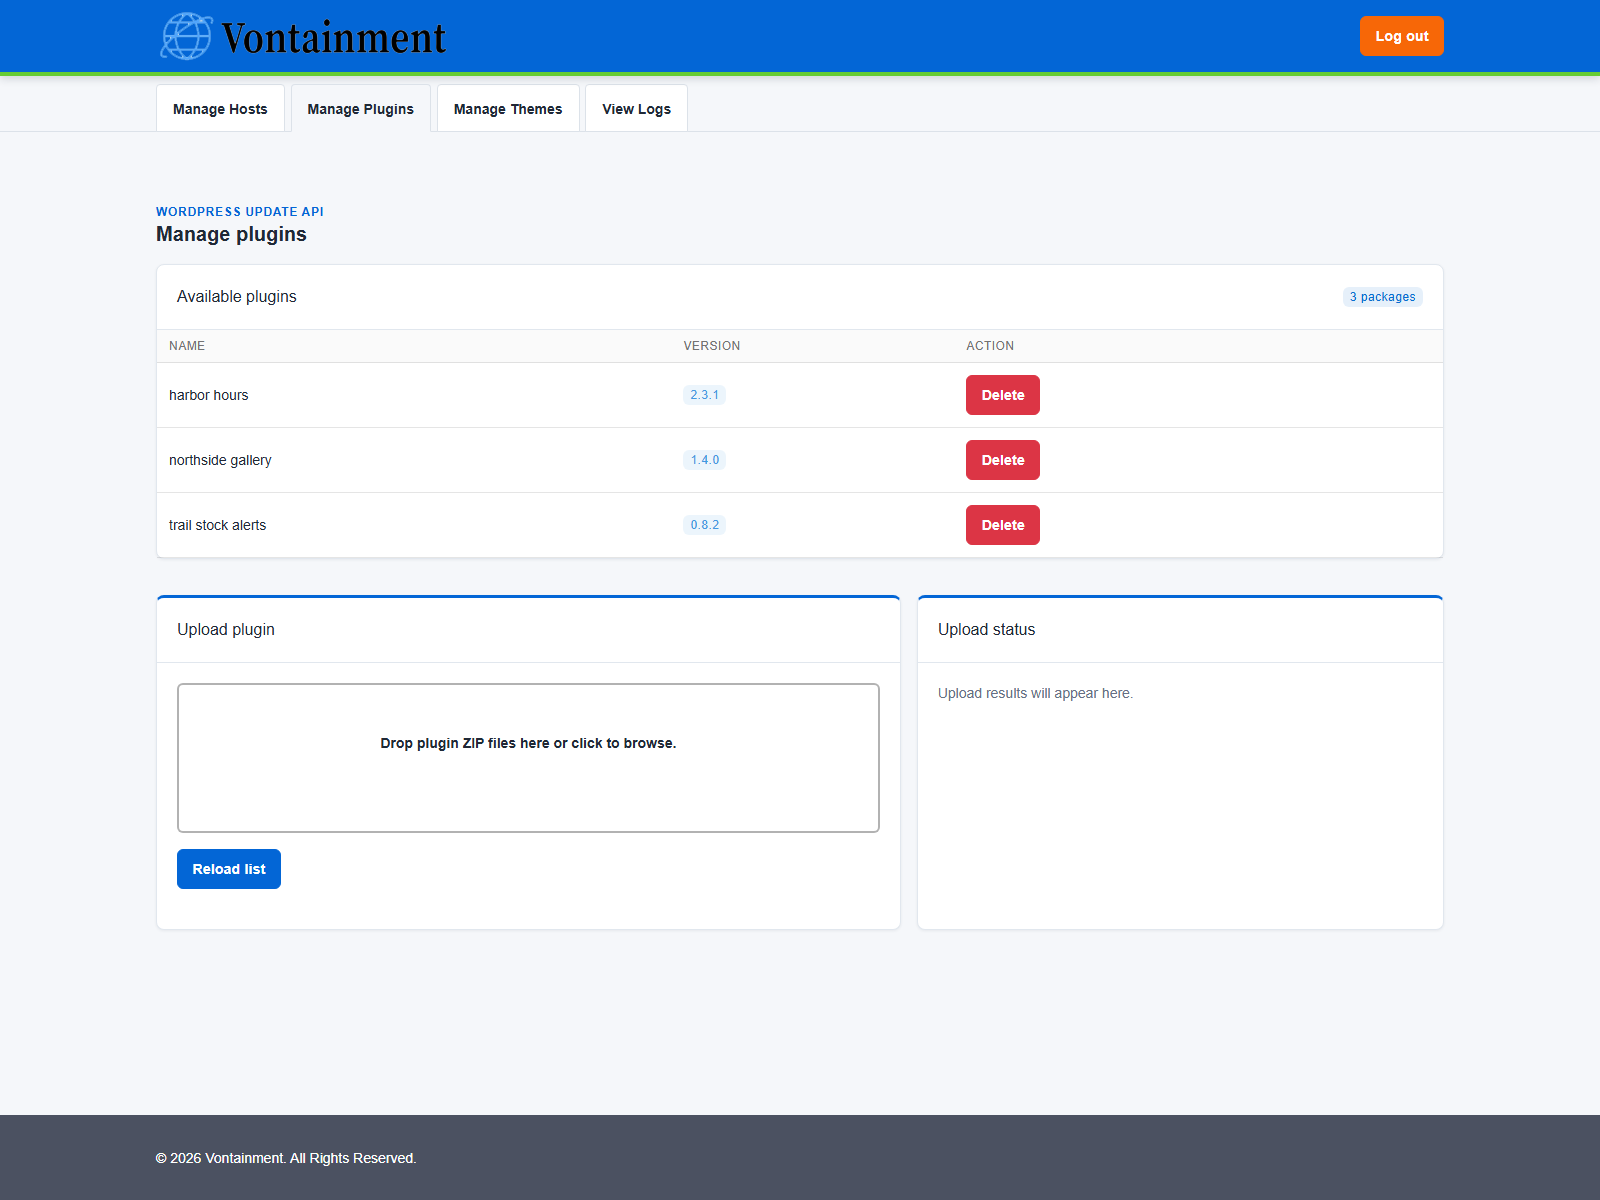 Vontainment
Log out
Manage Hosts
Manage Plugins
Manage Themes
View Logs
WORDPRESS UPDATE API
Manage plugins
Available plugins
3 packages
NAME VERSION ACTION
harbor hours 2.3.1 Delete
northside gallery 1.4.0 Delete
trail stock alerts 0.8.2 Delete
Upload plugin
Drop plugin ZIP files here or click to browse.
Reload list
Upload status
Upload results will appear here.
© 2026 Vontainment. All Rights Reserved.